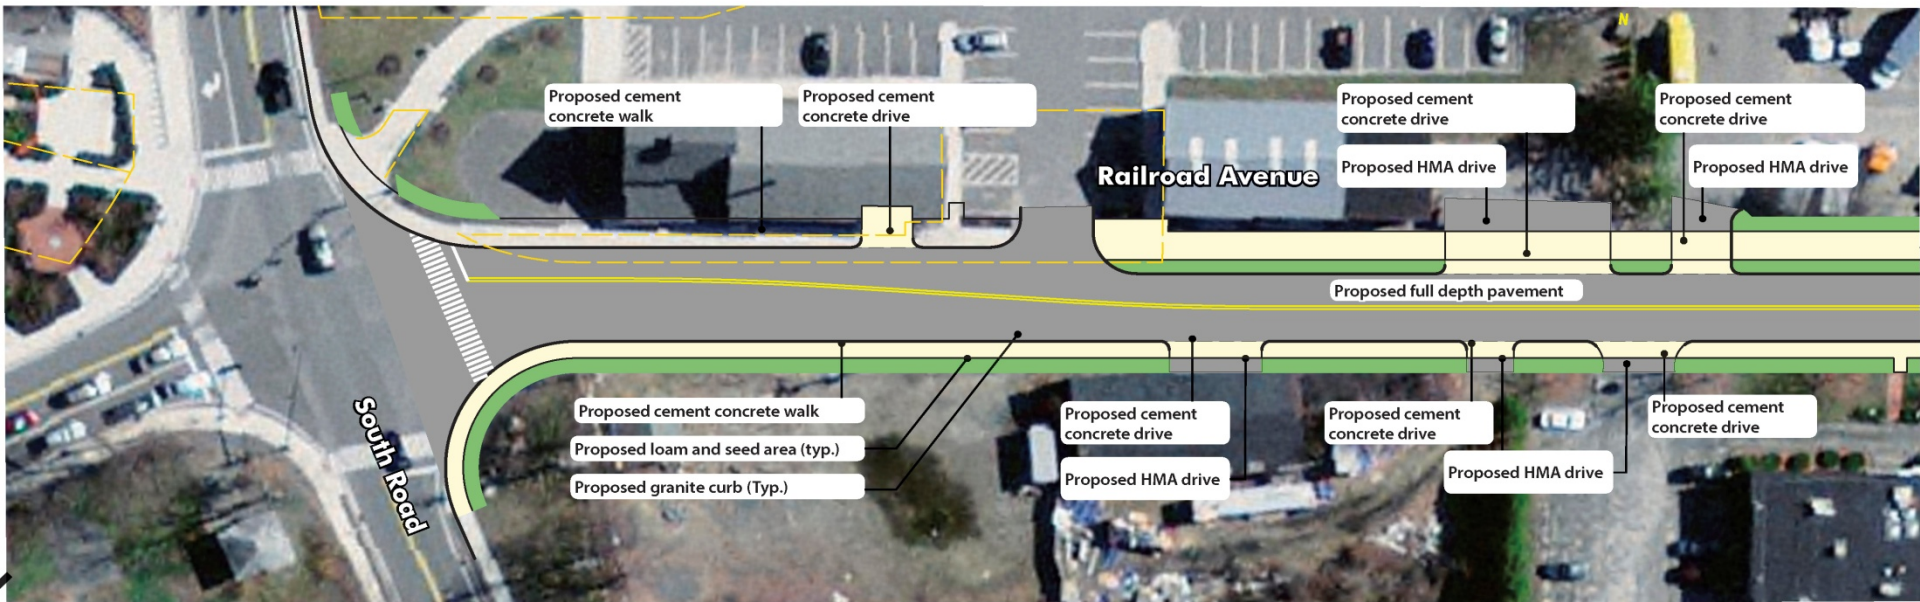 N
Proposed cement
concrete walk
Proposed cement
concrete drive
Proposed cement
concrete drive
Proposed cement
concrete drive
Railroad Avenue
Proposed HMA drive
Proposed HMA drive
Proposed full depth pavement
South Road
Proposed cement concrete walk
Proposed loam and seed area (typ.)
Proposed granite curb (Typ.)
Proposed cement
concrete drive
Proposed HMA drive
Proposed cement
concrete drive
Proposed HMA drive
Proposed cement
concrete drive